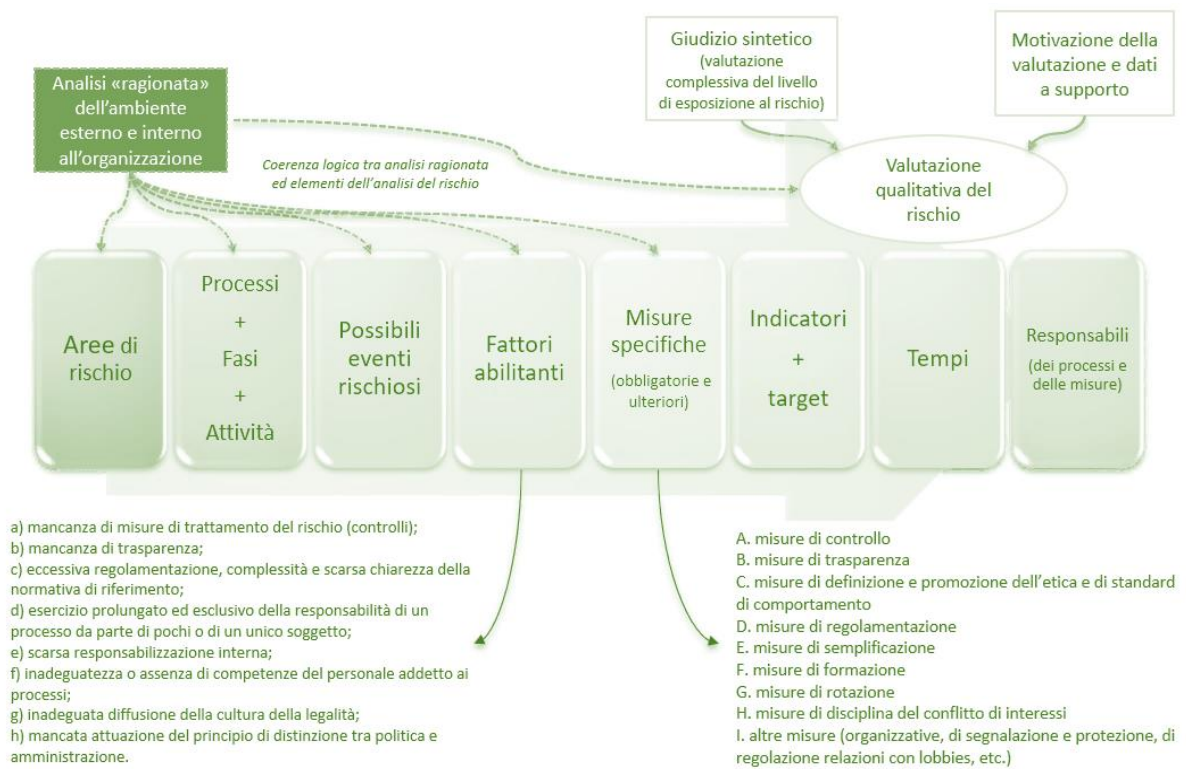 Analisi «ragionata»
dell'ambiente
esterno e interno
all'organizzazione
Giudizio sintetico
(valutazione
complessiva del livello
di esposizione al rischio)
Motivazione della
valutazione e dati
a supporto
Coerenza logica tra analisi ragionata
ed elementi dell'analisi del rischio
Valutazione
qualitativa del
rischio
Aree di
rischio
Processi
+
Fasi
+
Attività
Possibili
eventi
rischiosi
Fattori
abilitanti
Misure
specifiche
(obbligatorie e
ulteriori)
Indicatori
+
target
Tempi
Responsabili
(dei processi e
delle misure)
a) mancanza di misure di trattamento del rischio (controlli);
b) mancanza di trasparenza;
c) eccessiva regolamentazione, complessità e scarsa chiarezza della
normativa di riferimento;
d) esercizio prolungato ed esclusivo della responsabilità di un
processo da parte di pochi o di un unico soggetto;
e) scarsa responsabilizzazione interna;
f) inadeguatezza o assenza di competenze del personale addetto ai
processi;
g) inadeguata diffusione della cultura della legalità;
h) mancata attuazione del principio di distinzione tra politica e
amministrazione.
A. misure di controllo
B. misure di trasparenza
C. misure di definizione e promozione dell'etica e di standard
di comportamento
D. misure di regolamentazione
E. misure di semplificazione
F. misure di formazione
G. misure di rotazione
H. misure di disciplina del conflitto di interessi
I. altre misure (organizzative, di segnalazione e protezione, di
regolazione relazioni con lobbies, etc.)